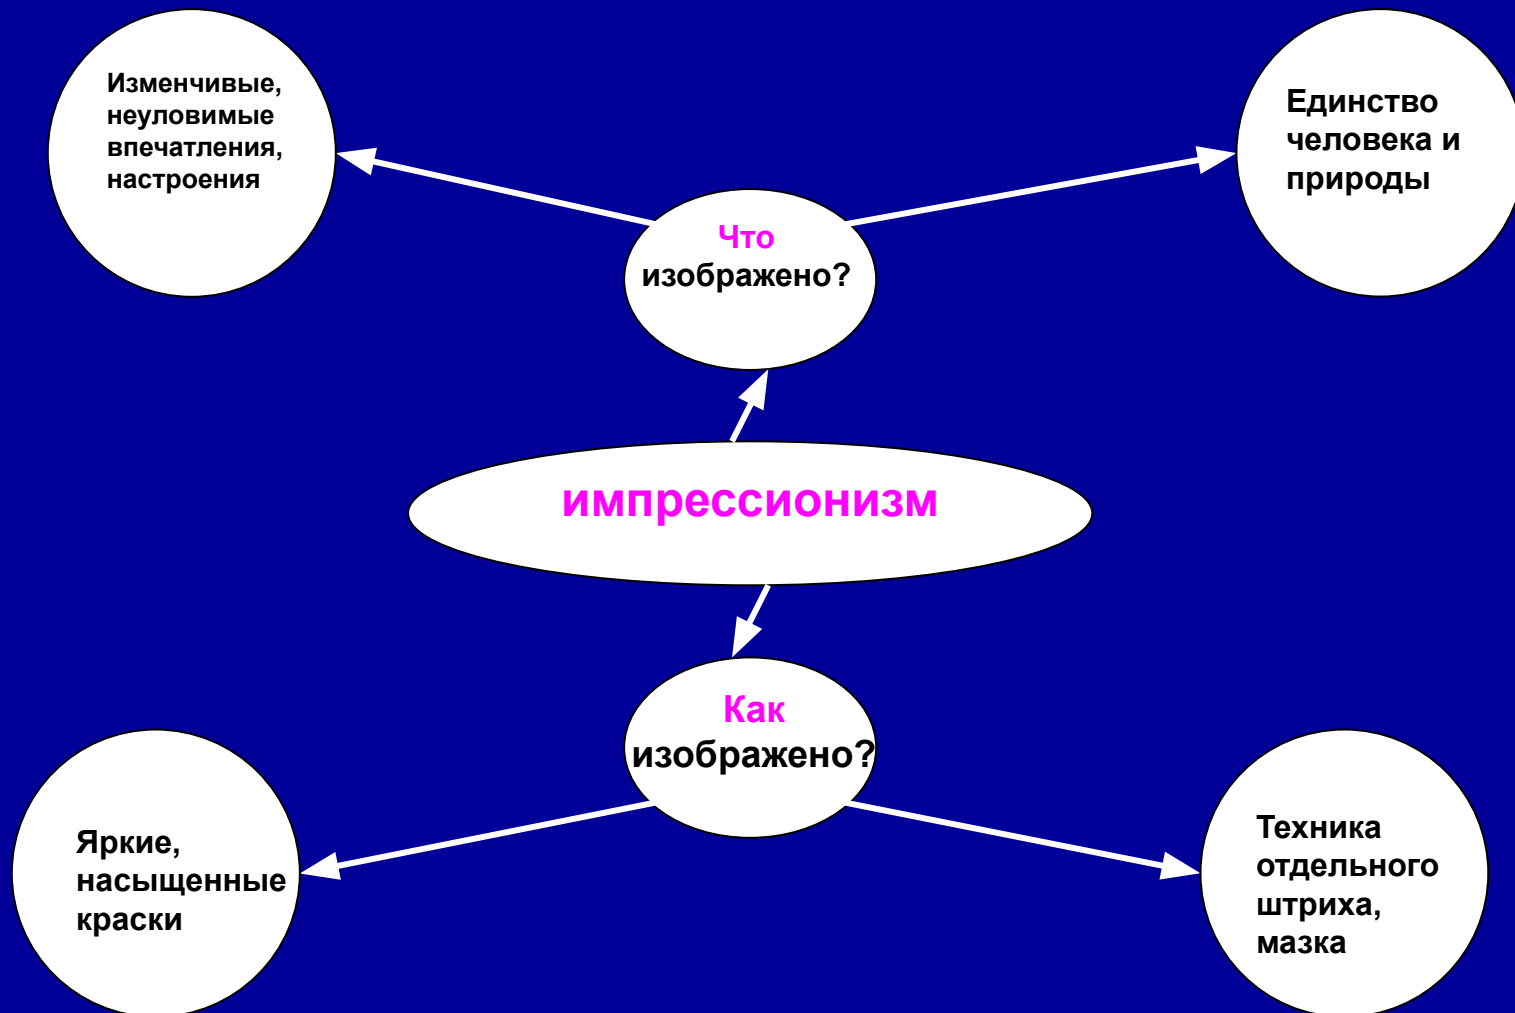 Изменчивые,
неуловимые
впечатления,
настроения
Единство
человека и
природы
Что
изображено?
импрессионизм
Как
изображено?
Яркие,
насыщенные
краски
Техника
отдельного
штриха,
мазка